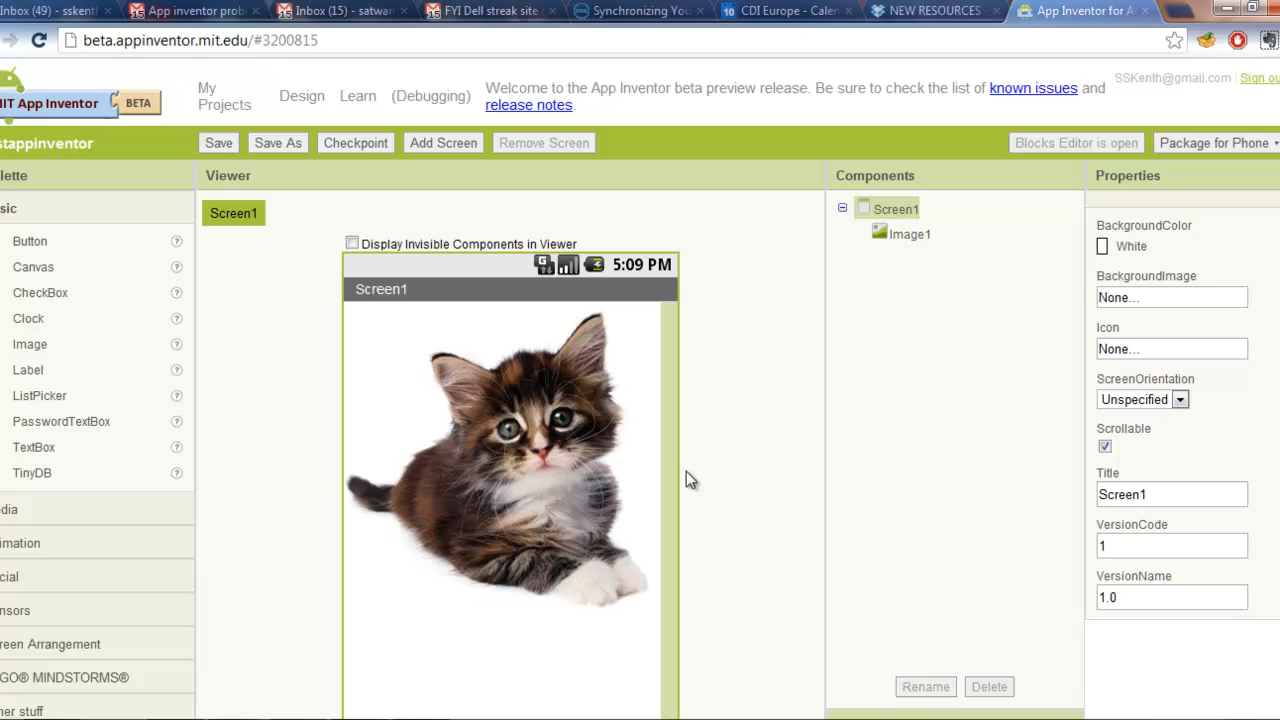 Inbox (49) - sskenth
App inventor prob
Inbox (15) - satwar
FYI Dell streak site
Synchronizing You
10 CDI Europe - Calen
NEW RESOURCES
App Inventor for A
beta.appinventor.mit.edu/#3200815
IT App Inventor BETA
My Projects
Design
Learn
(Debugging)
Welcome to the App Inventor beta preview release. Be sure to check the list of known issues and
release notes.
SSKenth@gmail.com | Sign ou
stappinventor
Save
Save As
Checkpoint
Add Screen
Remove Screen
Blocks Editor is open
Package for Phone
lette
Viewer
Components
Properties
sic
Button ?
Canvas ?
CheckBox ?
Clock ?
Image ?
Label ?
ListPicker ?
PasswordTextBox ?
TextBox ?
TinyDB ?
edia
imation
cial
nsors
reen Arrangement
GO® MINDSTORMS®
her stuff
Screen1
Display Invisible Components in Viewer
5:09 PM
Screen1
Screen1
Image1
Rename
Delete
BackgroundColor
White
BackgroundImage
None...
Icon
None...
ScreenOrientation
Unspecified
Scrollable
Title
Screen1
VersionCode
1
VersionName
1.0